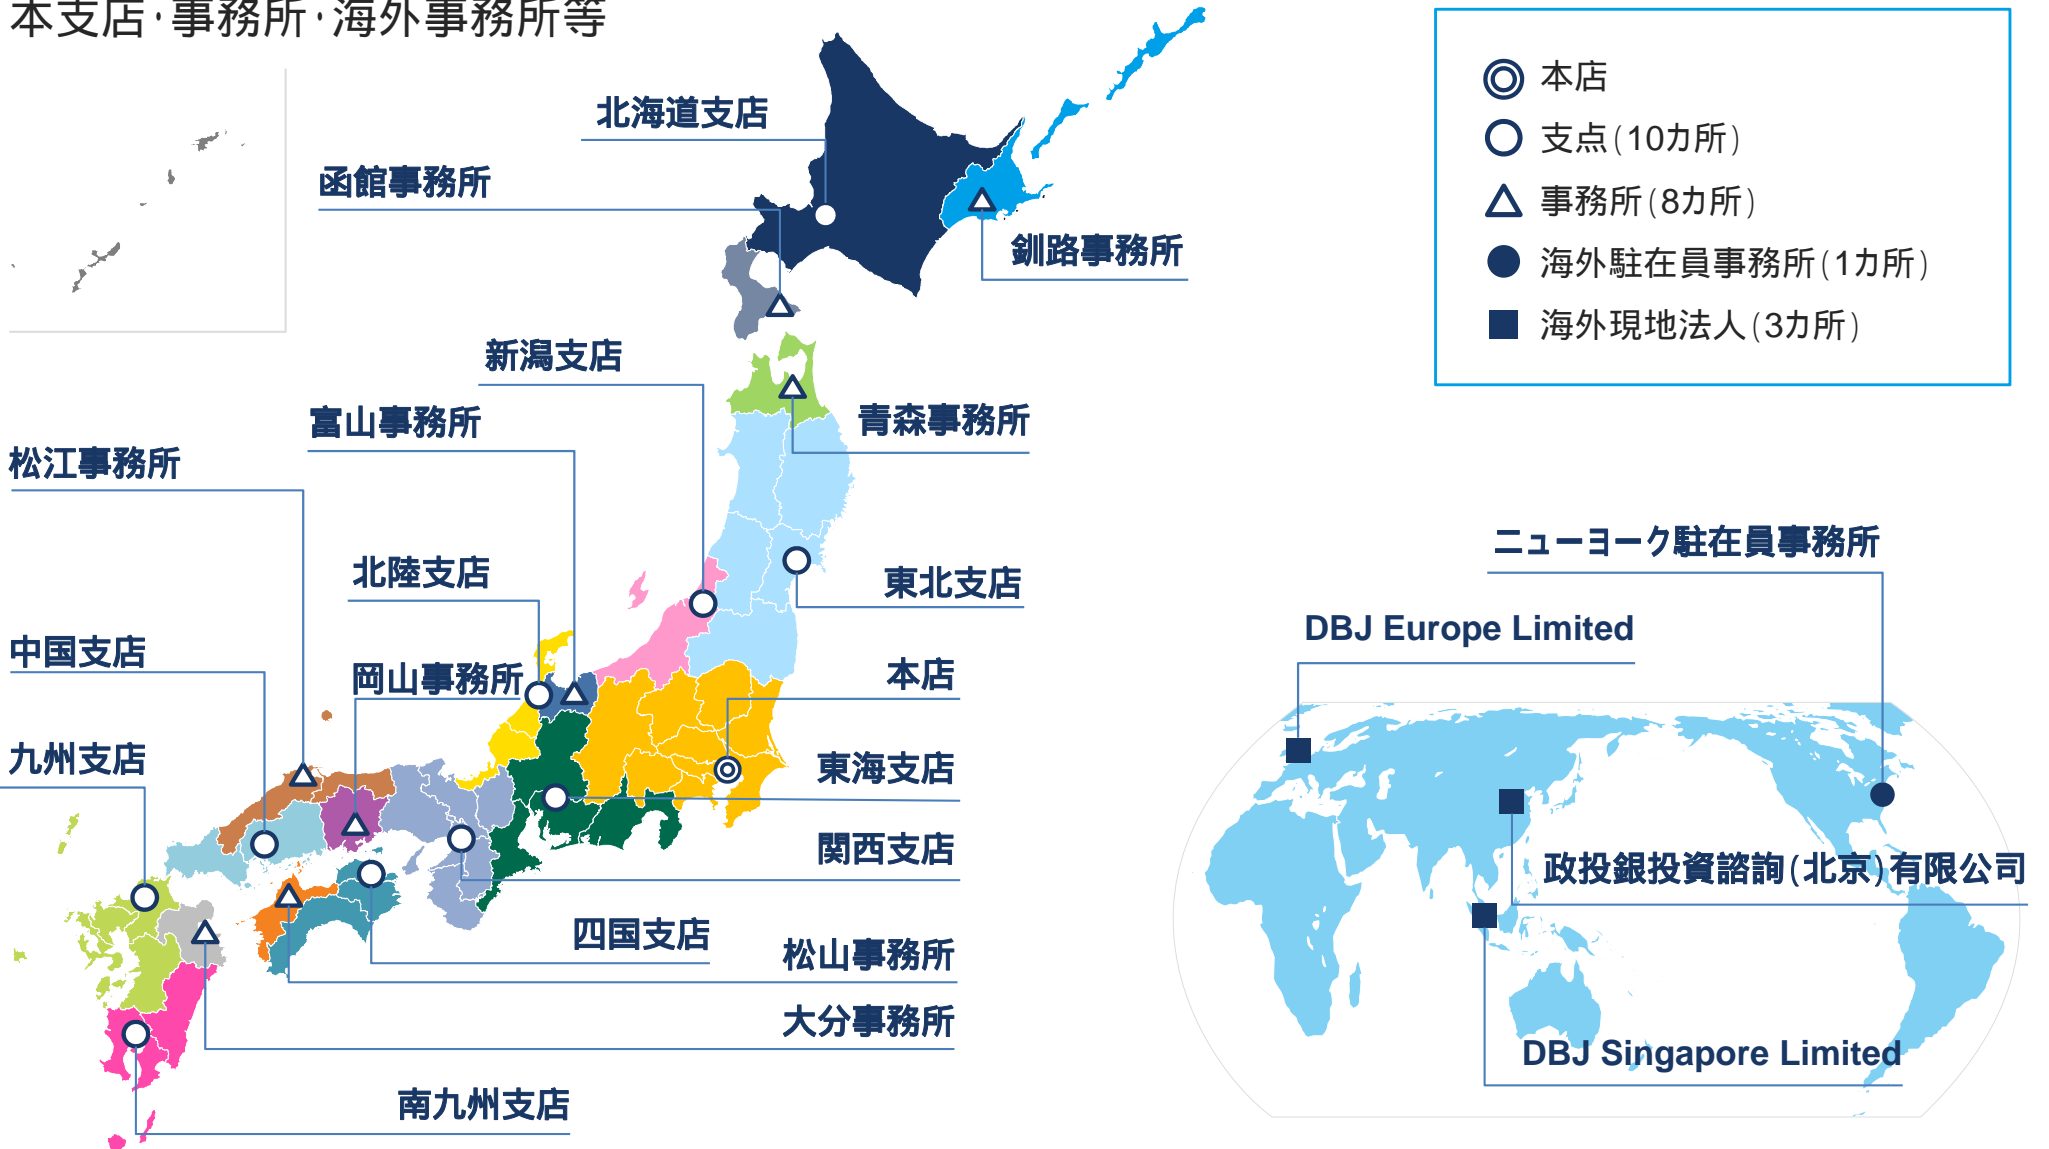 本支店·事務所·海外事務所等
本店
支点(10カ所)
事務所(8カ所)
海外駐在員事務所(1カ所)
海外現地法人(3カ所)
北海道支店
函館事務所
釧路事務所
新潟支店
富山事務所
青森事務所
松江事務所
北陸支店
東北支店
中国支店
岡山事務所
本店
九州支店
東海支店
関西支店
四国支店
松山事務所
大分事務所
南九州支店
ニューヨーク駐在員事務所
DBJ Europe Limited
政投銀投資諮詢(北京)有限公司
DBJ Singapore Limited